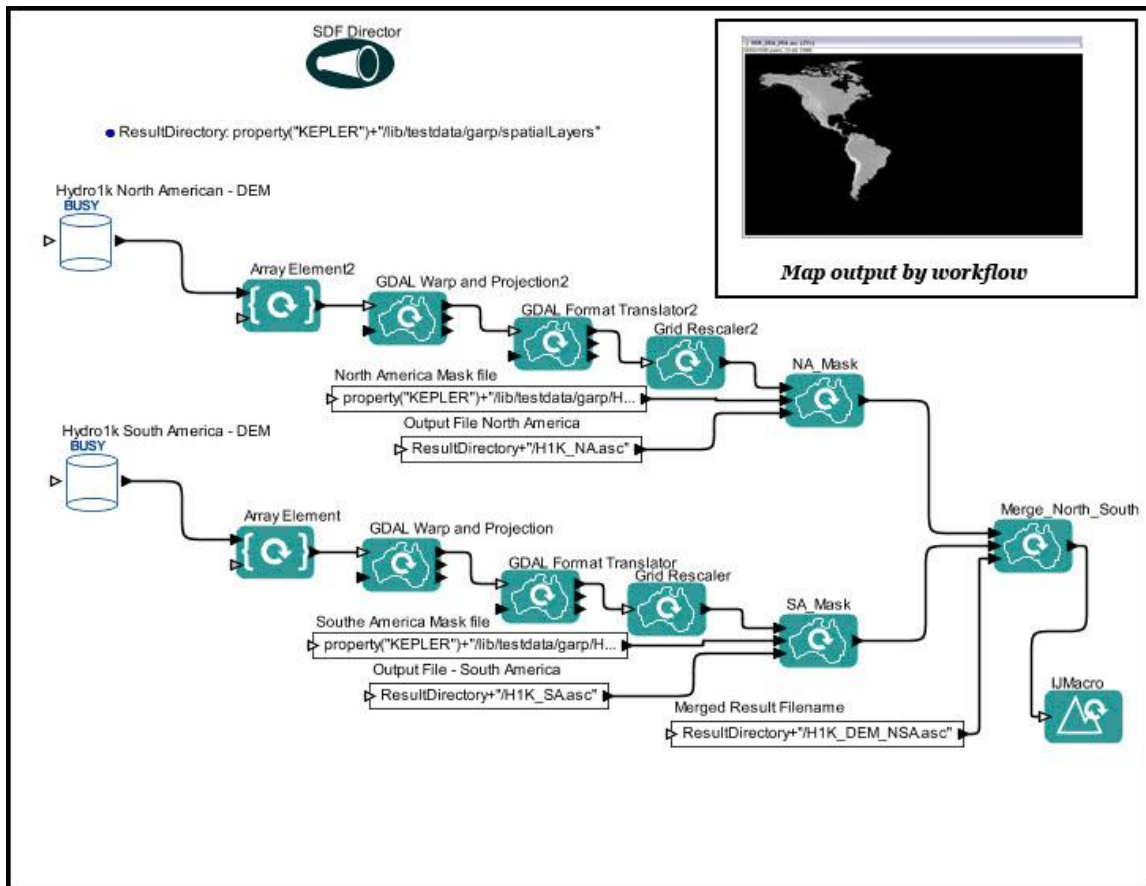 SDF Director
ResultDirectory: property("KEPLER")+"/lib/testdata/garp/spatialLayers"
Map output by workflow
Hydro1k North American - DEM
BUSY
Array Element2
GDAL Warp and Projection2
GDAL Format Translator2
Grid Rescaler2
NA_Mask
North America Mask file
property("KEPLER")+"/lib/testdata/garp/H...
Output File North America
ResultDirectory+"/H1K_NA.asc"
Hydro1k South America - DEM
BUSY
Array Element
GDAL Warp and Projection
GDAL Format Translator
Grid Rescaler
SA_Mask
Merge_North_South
Southe America Mask file
property("KEPLER")+"/lib/testdata/garp/H...
Output File - South America
ResultDirectory+"/H1K_SA.asc"
Merged Result Filename
ResultDirectory+"/H1K_DEM_NSA.asc"
IJMacro